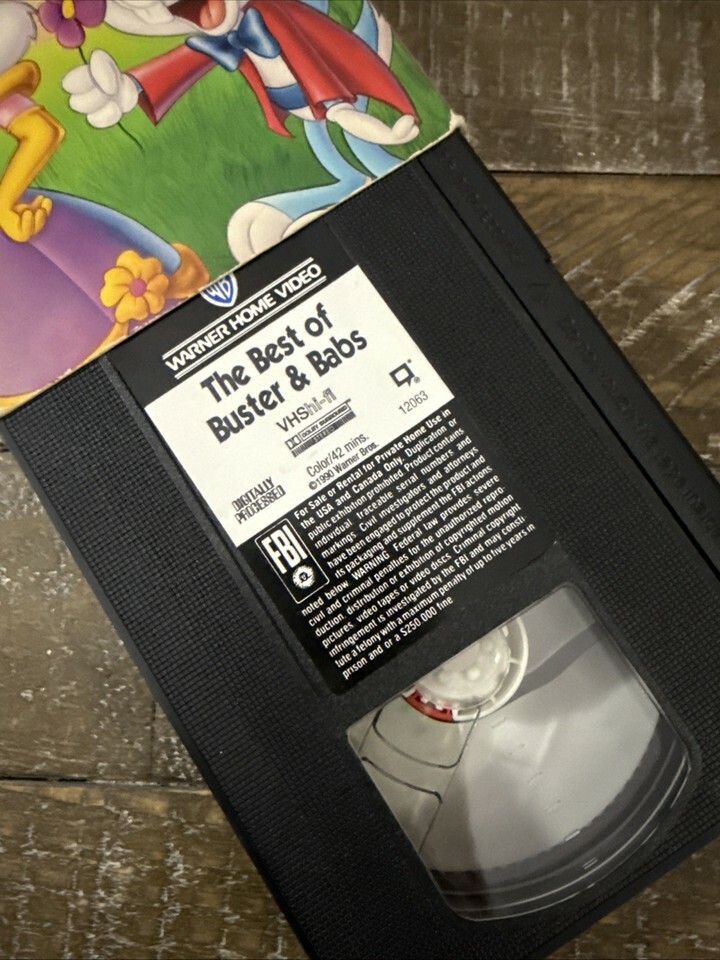 WB
WARNER HOME VIDEO
The Best of
Buster & Babs
VHS hi-fi
DOLBY SURROUND
12063
Color/42 mins.
©1990 Warner Bros.
DIGITALLY
PROCESSED
FBI
For Sale or Rental for Private Home Use in
the USA and Canada Only. Duplication or
public exhibition prohibited. Product contains
individual traceable serial numbers and
markings. Civil investigators and attorneys
have been engaged to protect the product and
its packaging and supplement the FBI actions
noted below WARNING Federal law provides severe
civil and criminal penalties for the unauthorized repro-
duction, distribution or exhibition of copyrighted motion
pictures, video tapes or video discs. Criminal copyright
infringement is investigated by the FBI and may consti
tute a felony with a maximum penalty of up to five years in
prison and or a $250 000 fine